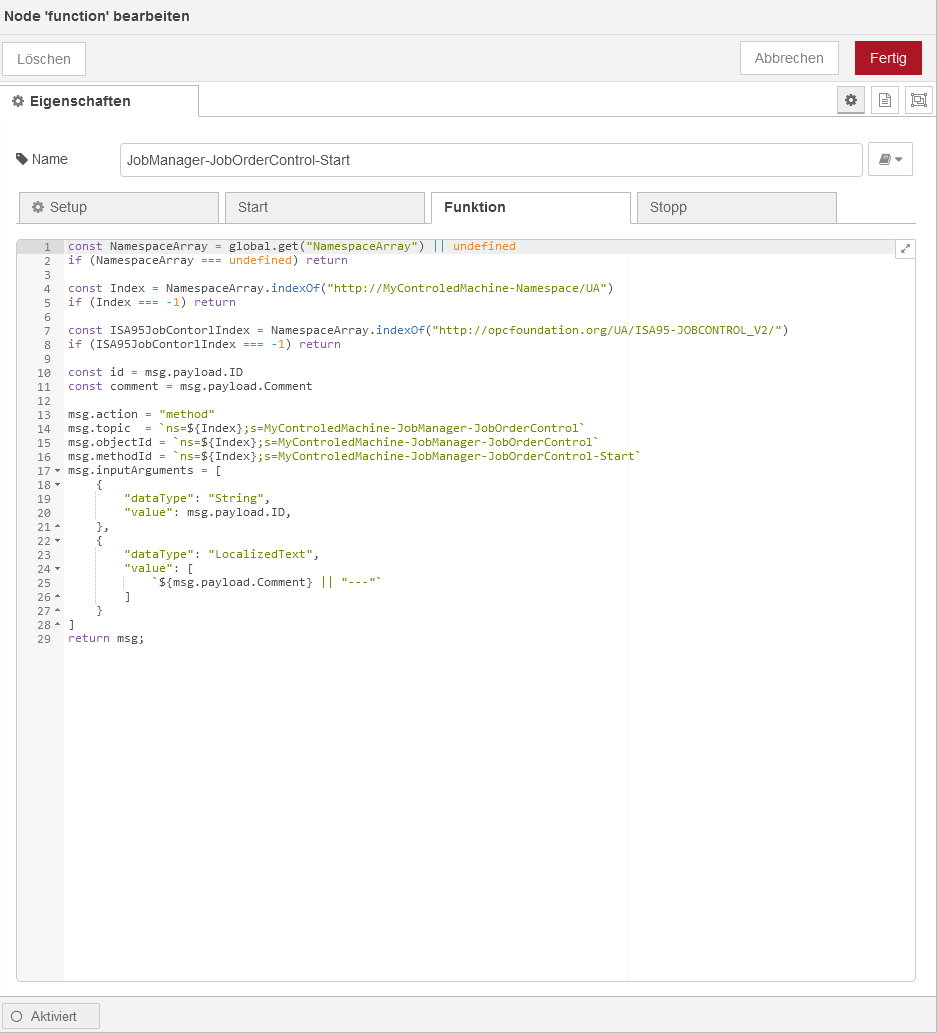 Node 'function' bearbeiten
Löschen
Abbrechen
Fertig
Eigenschaften
Name
JobManager-JobOrderControl-Start
Setup
Start
Funktion
Stopp
1 const NamespaceArray = global.get("NamespaceArray") || undefined
2 if (NamespaceArray === undefined) return
3
4 const Index = NamespaceArray.indexOf("http://MyControledMachine-Namespace/UA")
5 if (Index === -1) return
6
7 const ISA95JobContorlIndex = NamespaceArray.indexOf("http://opcfoundation.org/UA/ISA95-JOBCONTROL_V2/")
8 if (ISA95JobContorlIndex === -1) return
9
10 const id = msg.payload.ID
11 const comment = msg.payload.Comment
12
13 msg.action = "method"
14 msg.topic  = `ns=${Index};s=MyControledMachine-JobManager-JobOrderControl`
15 msg.objectId = `ns=${Index};s=MyControledMachine-JobManager-JobOrderControl`
16 msg.methodId = `ns=${Index};s=MyControledMachine-JobManager-JobOrderControl-Start`
17 msg.inputArguments = [
18     {
19         "dataType": "String",
20         "value": msg.payload.ID,
21     },
22     {
23         "dataType": "LocalizedText",
24         "value": [
25             `${msg.payload.Comment} || "---"`
26         ]
27     }
28 ]
29 return msg;
Aktiviert